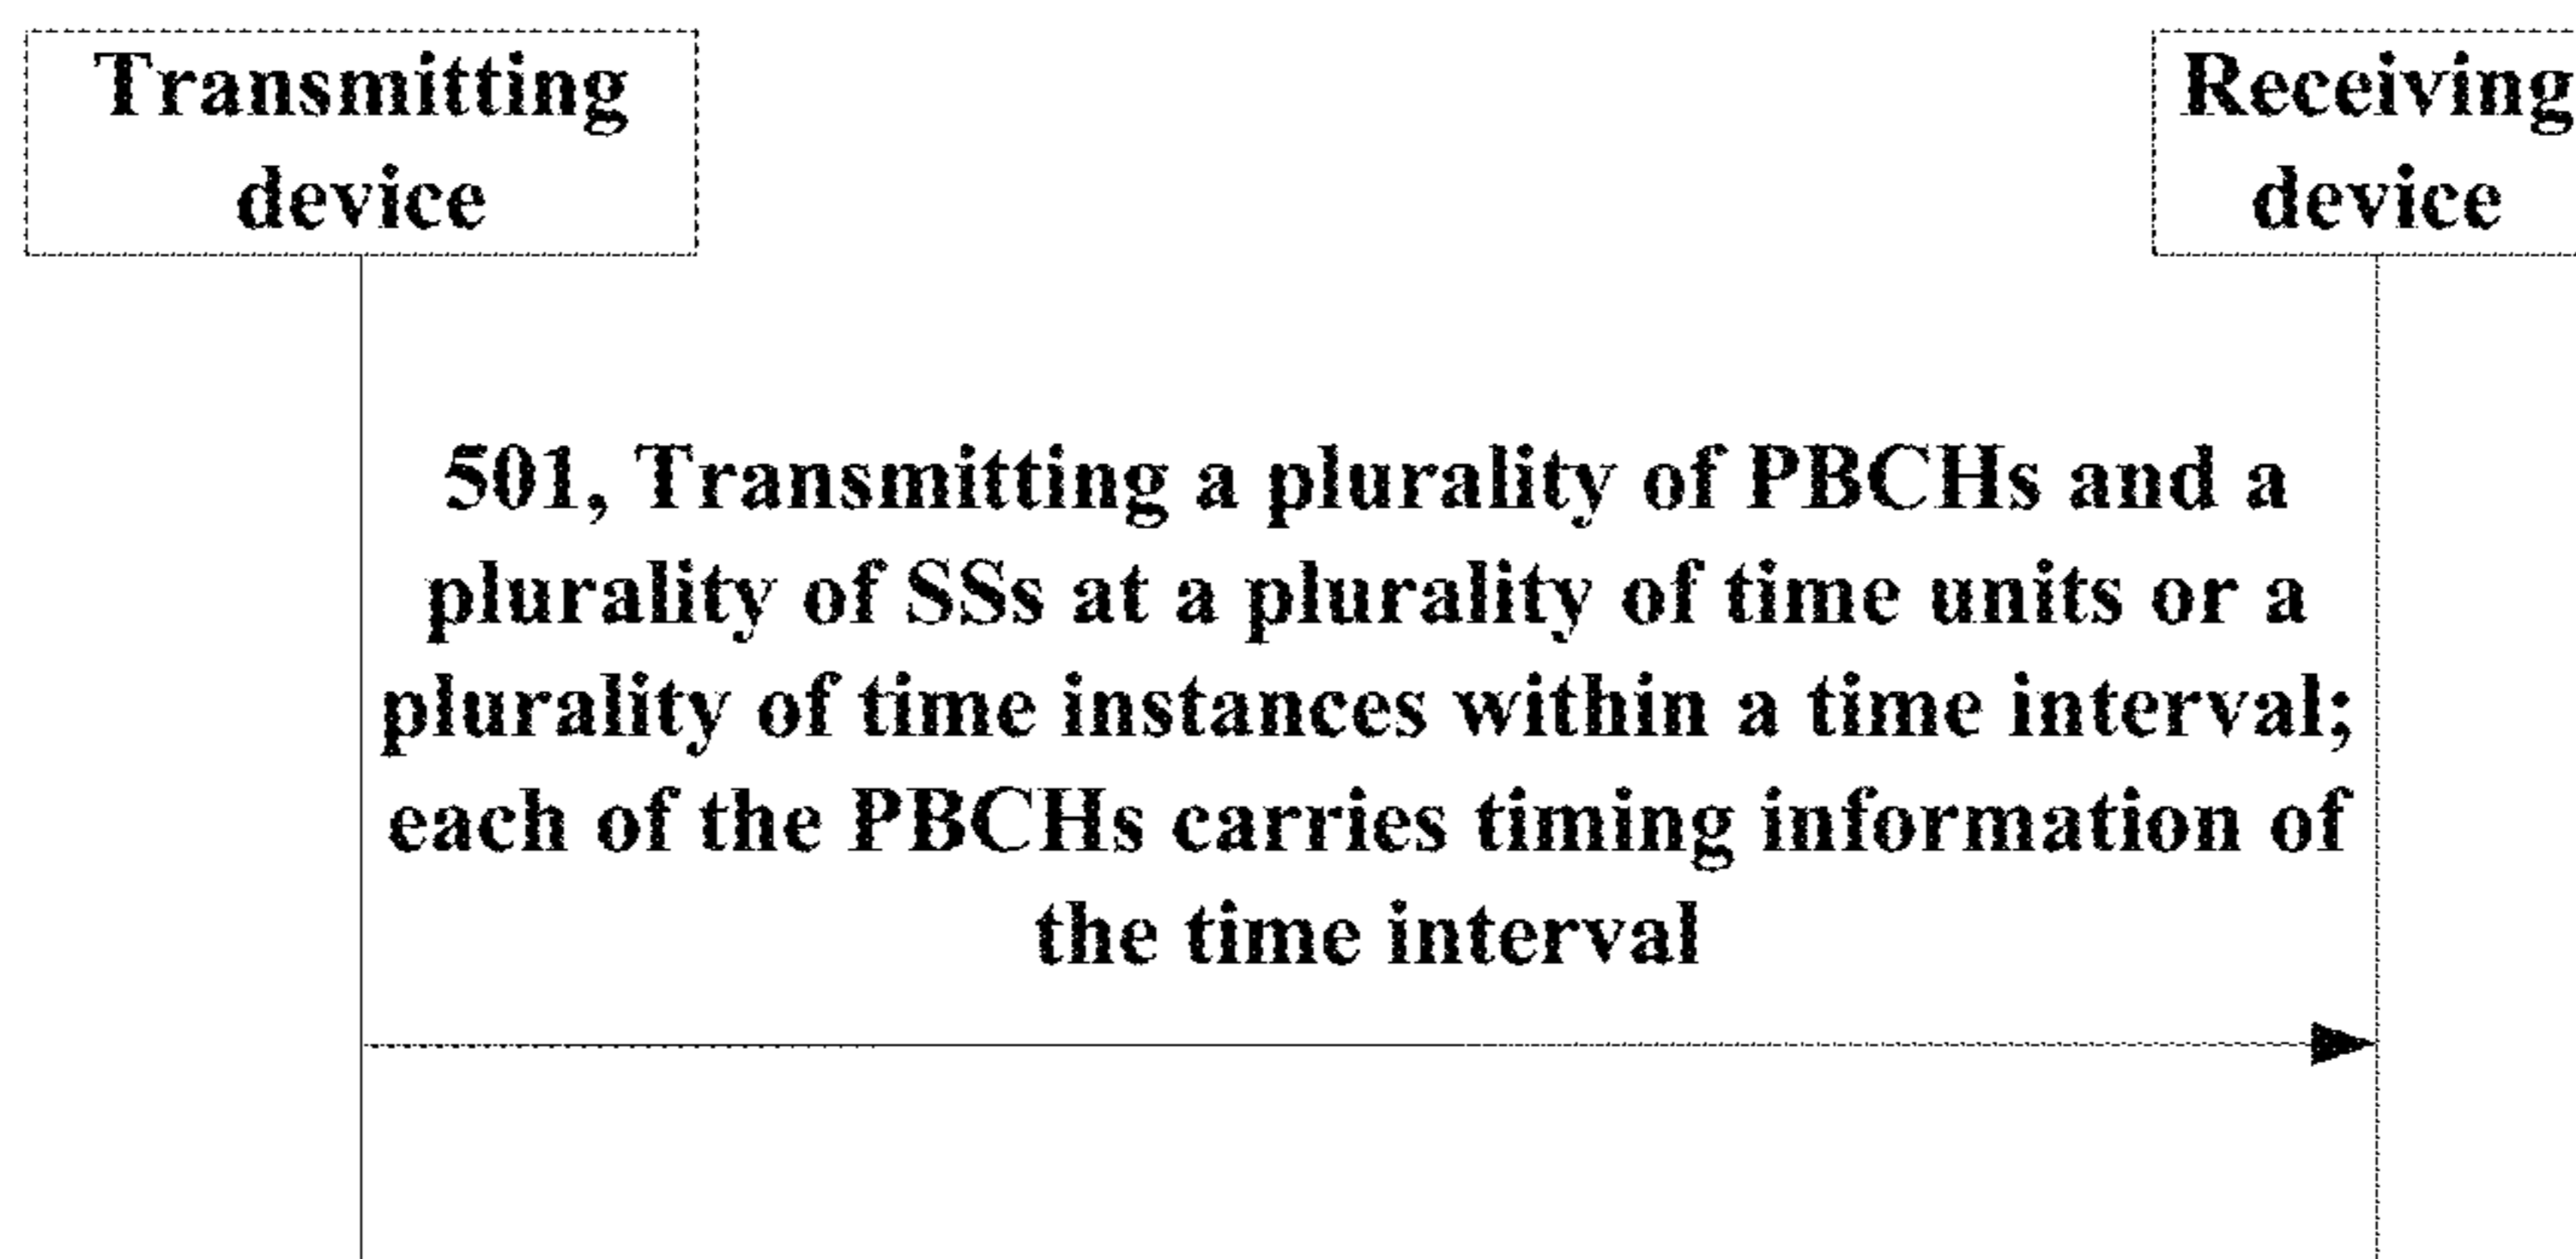 Transmitting
device
Receiving
device
501, Transmitting a plurality of PBCHs and a
plurality of SSs at a plurality of time units or a
plurality of time instances within a time interval;
each of the PBCHs carries timing information of
the time interval